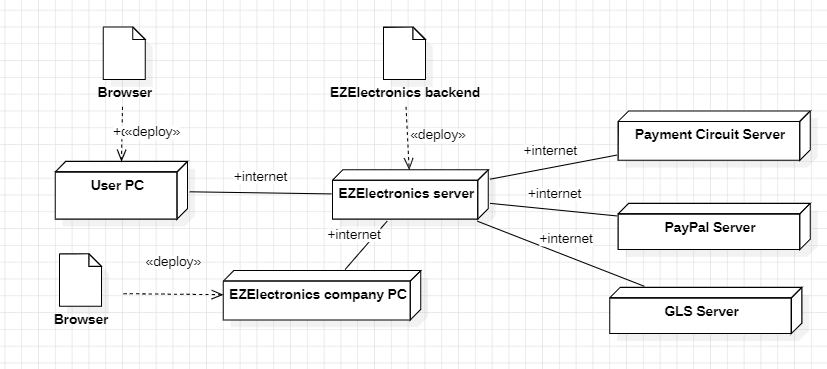 Browser
EZElectronics backend
+(«deploy»
«deploy»
Payment Circuit Server
+internet
User PC
+internet
EZElectronics server
+internet
PayPal Server
+internet
+internet
«deploy»
EZElectronics company PC
GLS Server
Browser